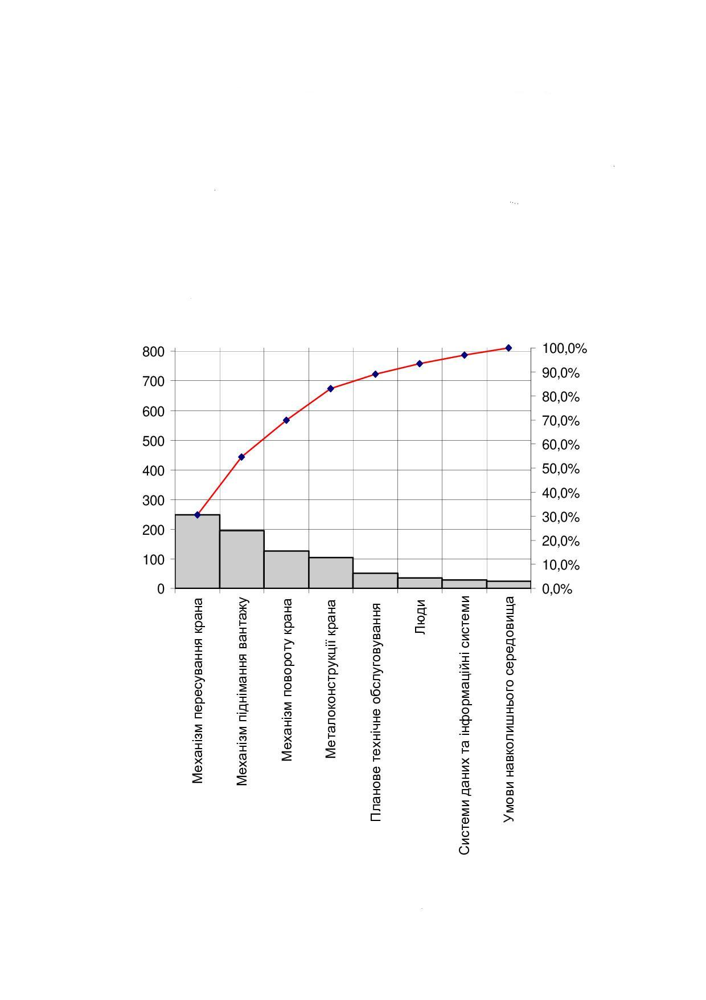 800
700
600
500
400
300
200
100
0
100,0%
90,0%
80,0%
70,0%
60,0%
50,0%
40,0%
30,0%
20,0%
10,0%
0,0%
Механізм пересування крана
Механізм піднімання вантажу
Механізм повороту крана
Металоконструкції крана
Планове технічне обслуговування
Люди
Системи даних та інформаційні системи
Умови навколишнього середовища